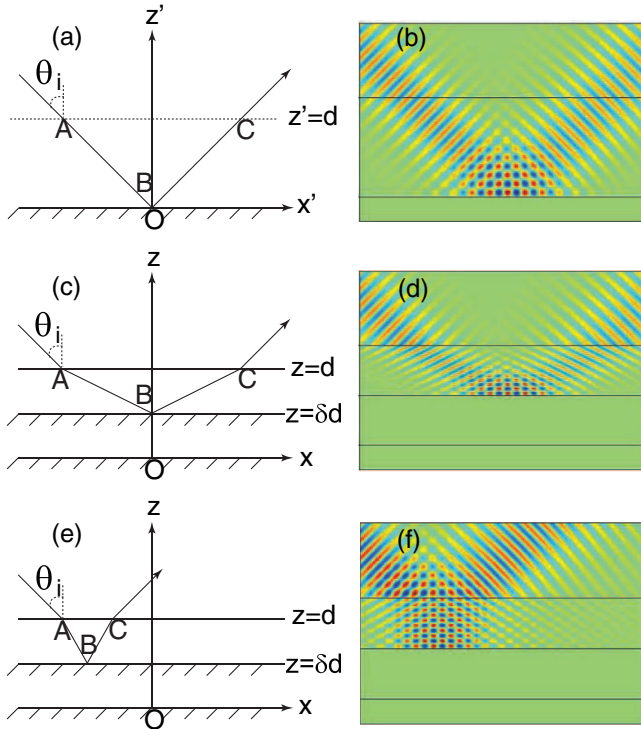 (a)
z'
(b)
θi
A
z'=d
C
B
O
x'
(c)
z
(d)
θi
A
C
z=d
B
z=δd
O
x
(e)
z
(f)
θi
A
C
z=d
B
z=δd
O
x